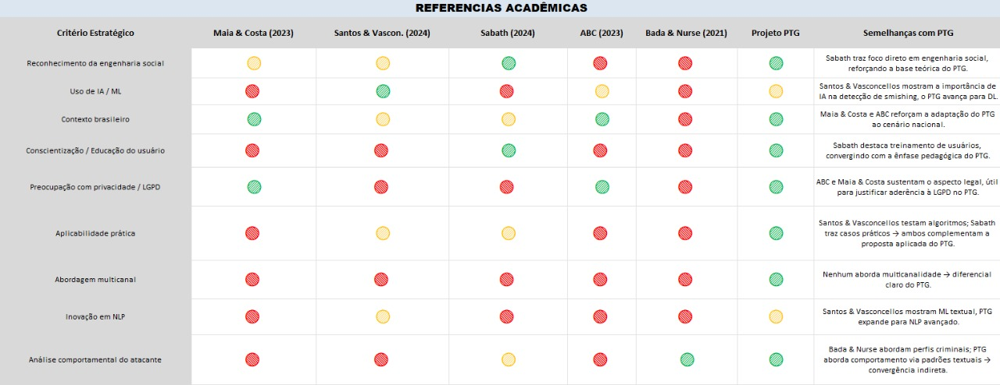 REFERENCIAS ACADÊMICAS
Critério Estratégico
Maia & Costa (2023)
Santos & Vascon. (2024)
Sabath (2024)
ABC (2023)
Bada & Nurse (2021)
Projeto PTG
Semelhanças com PTG
Reconhecimento da engenharia social
Sabath traz foco direto em engenharia social,
reforçando a base teórica do PTG.
Uso de IA / ML
Santos & Vasconcellos mostram a importância de
IA na detecção de smishing, o PTG avança para DL.
Contexto brasileiro
Maia & Costa e ABC reforçam a adaptação do PTG
ao cenário nacional.
Conscientização / Educação do usuário
Sabath destaca treinamento de usuários,
convergindo com a ênfase pedagógica do PTG.
Preocupação com privacidade / LGPD
ABC e Maia & Costa sustentam o aspecto legal, útil
para justificar aderência à LGPD no PTG.
Aplicabilidade prática
Santos & Vasconcellos testam algoritmos; Sabath
traz casos práticos → ambos complementam a
proposta aplicada do PTG.
Abordagem multicanal
Nenhum aborda multicanalidade → diferencial
claro do PTG.
Inovação em NLP
Santos & Vasconcellos mostram ML textual, PTG
expande para NLP avançado.
Análise comportamental do atacante
Bada & Nurse abordam perfis criminais; PTG
aborda comportamento via padrões textuais →
convergência indireta.